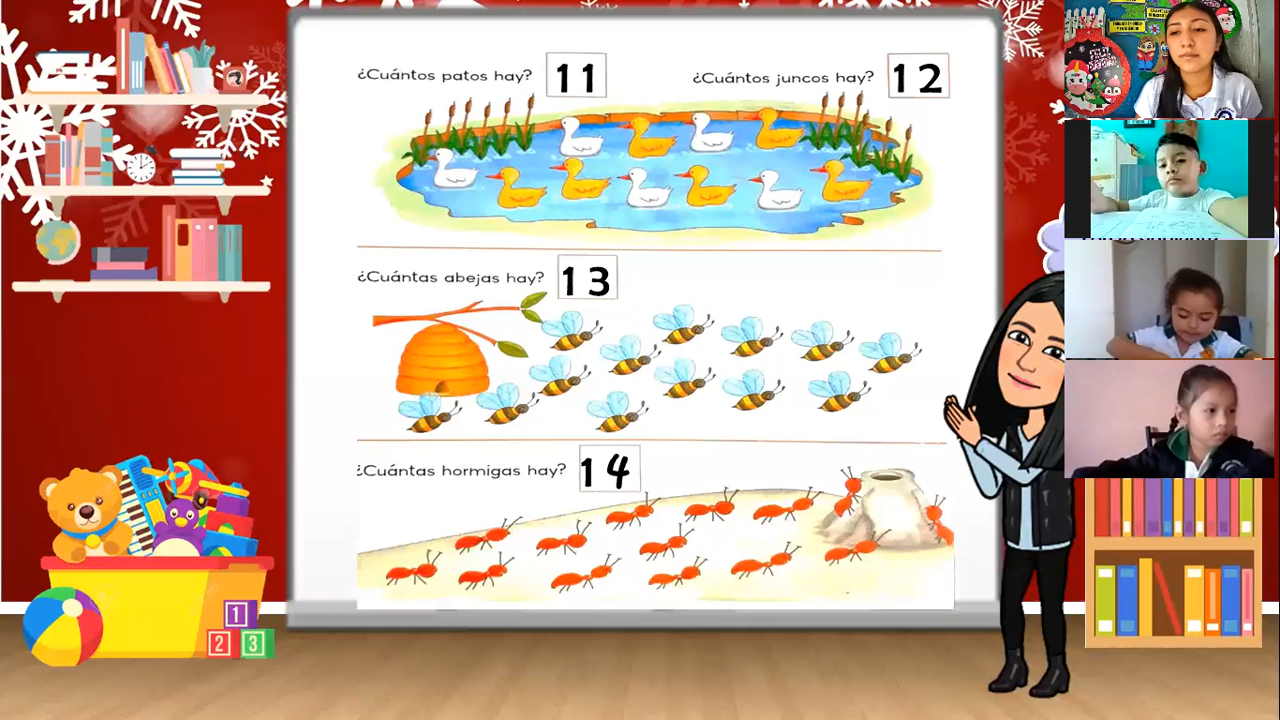 ¿Cuántos patos hay? 11 ¿Cuántos juncos hay? 12
¿Cuántas abejas hay? 13
¿Cuántas hormigas hay? 14
1
2 3